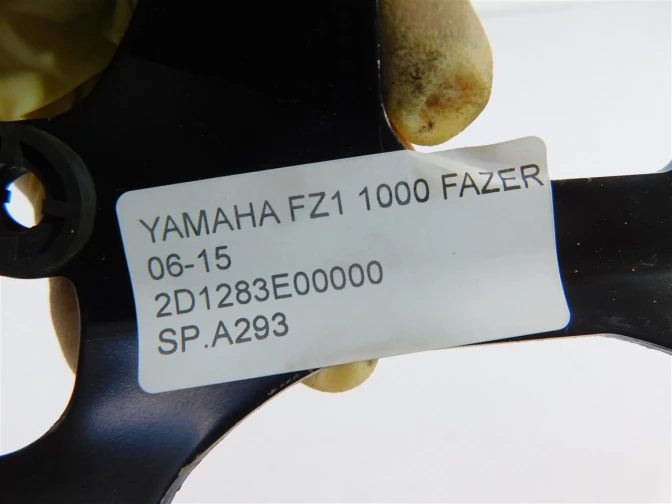 YAMAHA FZ1 1000 FAZER
06-15
2D1283E00000
SP.A293